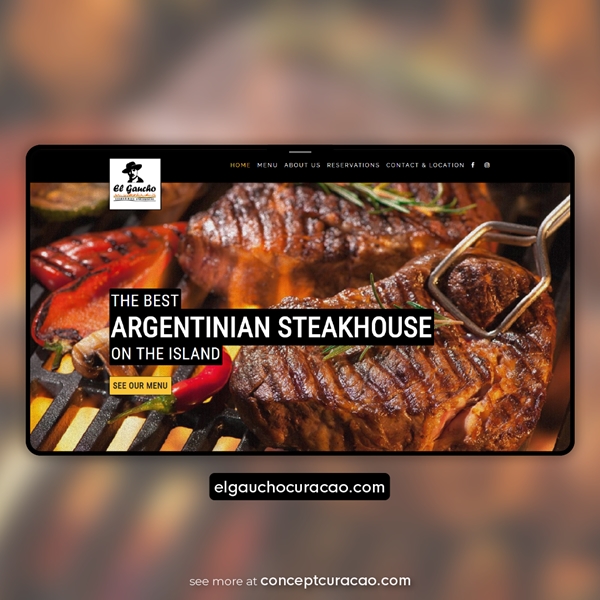 El Gaucho
HOME MENU ABOUT US RESERVATIONS CONTACT & LOCATION
THE BEST
ARGENTINIAN STEAKHOUSE
ON THE ISLAND
SEE OUR MENU
elgauchocuracao.com
see more at conceptcuracao.com